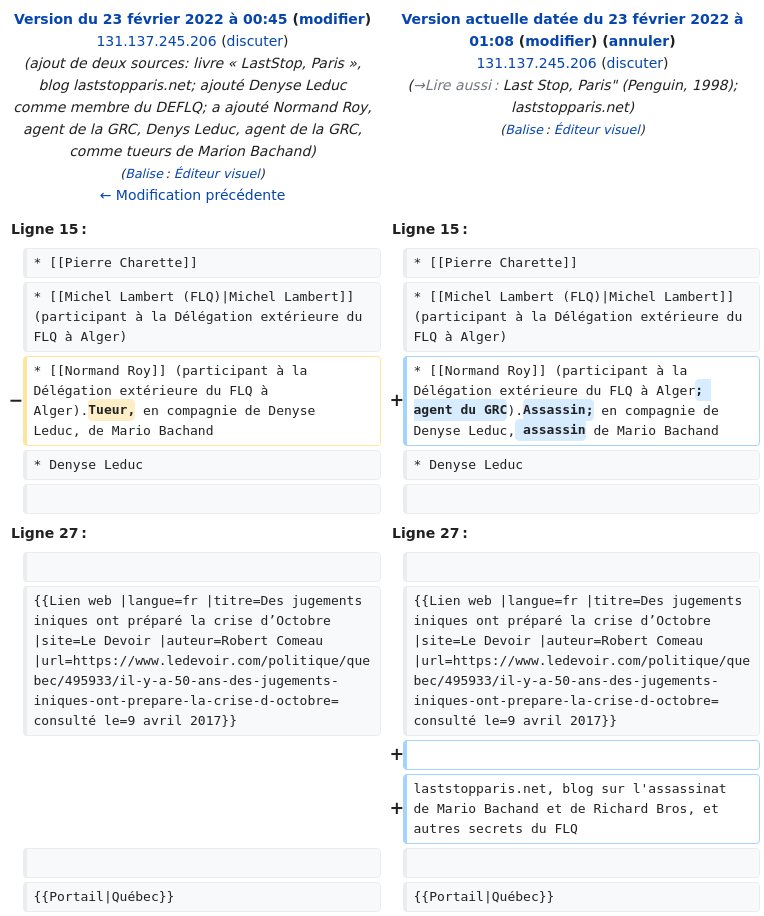 Version du 23 février 2022 à 00:45 (modifier)
131.137.245.206 (discuter)
(ajout de deux sources: livre « LastStop, Paris »,
blog laststopparis.net; ajouté Denyse Leduc
comme membre du DEFLQ; a ajouté Normand Roy,
agent de la GRC, Denys Leduc, agent de la GRC,
comme tueurs de Marion Bachand)
(Balise : Éditeur visuel)
← Modification précédente
Version actuelle datée du 23 février 2022 à
01:08 (modifier) (annuler)
131.137.245.206 (discuter)
(→Lire aussi : Last Stop, Paris" (Penguin, 1998);
laststopparis.net)
(Balise : Éditeur visuel)
Ligne 15 :
Ligne 15 :
* [[Pierre Charette]]
* [[Pierre Charette]]
* [[Michel Lambert (FLQ)|Michel Lambert]]
(participant à la Délégation extérieure du
FLQ à Alger)
* [[Michel Lambert (FLQ)|Michel Lambert]]
(participant à la Délégation extérieure du
FLQ à Alger)
−
* [[Normand Roy]] (participant à la
Délégation extérieure du FLQ à
Alger).Tueur, en compagnie de Denyse
Leduc, de Mario Bachand
+
* [[Normand Roy]] (participant à la
Délégation extérieure du FLQ à Alger;
agent du GRC).Assassin; en compagnie de
Denyse Leduc, assassin de Mario Bachand
* Denyse Leduc
* Denyse Leduc
Ligne 27 :
Ligne 27 :
{{Lien web |langue=fr |titre=Des jugements
iniques ont préparé la crise d’Octobre
|site=Le Devoir |auteur=Robert Comeau
|url=https://www.ledevoir.com/politique/que
bec/495933/il-y-a-50-ans-des-jugements-
iniques-ont-prepare-la-crise-d-octobre=
consulté le=9 avril 2017}}
{{Lien web |langue=fr |titre=Des jugements
iniques ont préparé la crise d’Octobre
|site=Le Devoir |auteur=Robert Comeau
|url=https://www.ledevoir.com/politique/que
bec/495933/il-y-a-50-ans-des-jugements-
iniques-ont-prepare-la-crise-d-octobre=
consulté le=9 avril 2017}}
+
+
laststopparis.net, blog sur l'assassinat
de Mario Bachand et de Richard Bros, et
autres secrets du FLQ
{{Portail|Québec}}
{{Portail|Québec}}